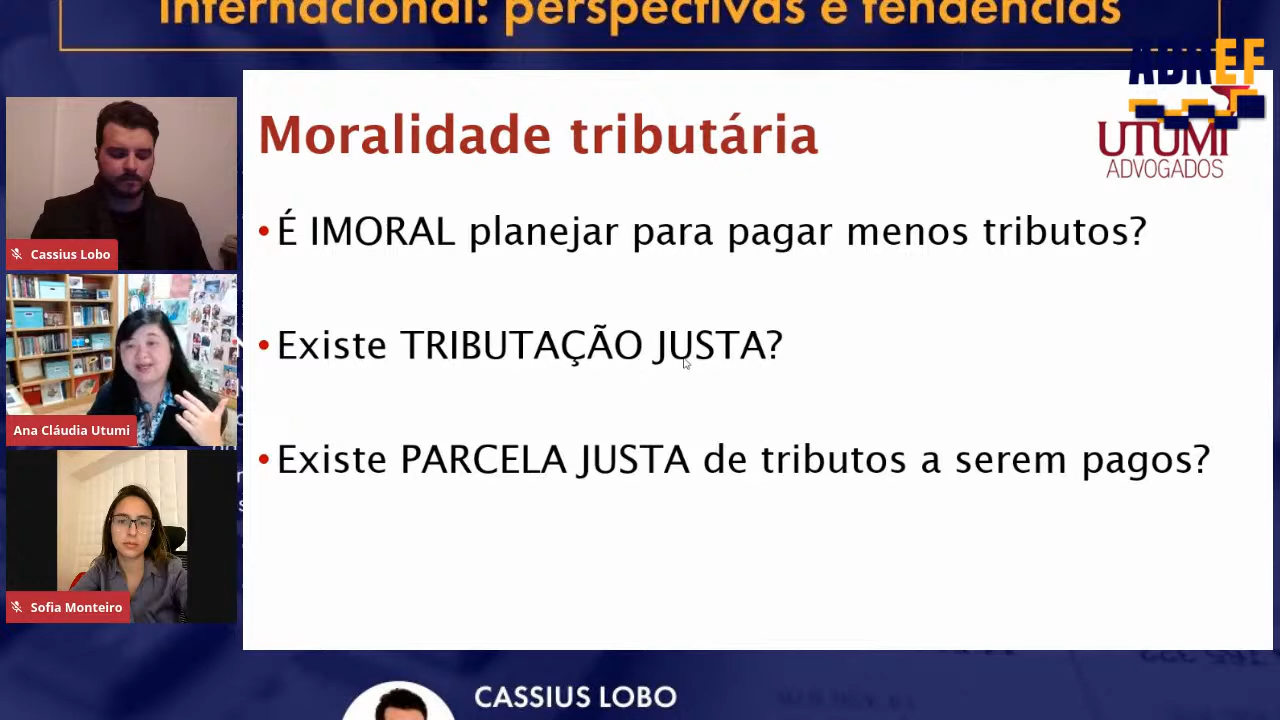 internacional: perspectivas e tendências
ABREF
UTUMI
ADVOGADOS
Moralidade tributária
• É IMORAL planejar para pagar menos tributos?
• Existe TRIBUTAÇÃO JUSTA?
• Existe PARCELA JUSTA de tributos a serem pagos?
Cassius Lobo
Ana Cláudia Utumi
Sofia Monteiro
CASSIUS LOBO